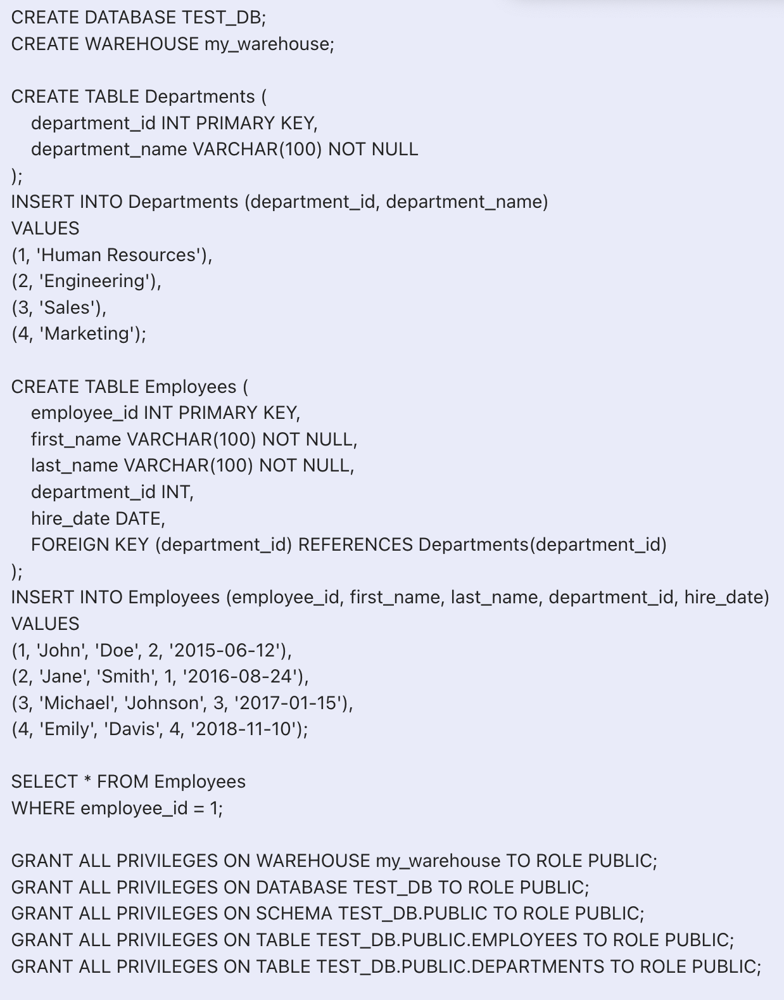 CREATE DATABASE TEST_DB;
CREATE WAREHOUSE my_warehouse;

CREATE TABLE Departments (
    department_id INT PRIMARY KEY,
    department_name VARCHAR(100) NOT NULL
);
INSERT INTO Departments (department_id, department_name)
VALUES
(1, 'Human Resources'),
(2, 'Engineering'),
(3, 'Sales'),
(4, 'Marketing');

CREATE TABLE Employees (
    employee_id INT PRIMARY KEY,
    first_name VARCHAR(100) NOT NULL,
    last_name VARCHAR(100) NOT NULL,
    department_id INT,
    hire_date DATE,
    FOREIGN KEY (department_id) REFERENCES Departments(department_id)
);
INSERT INTO Employees (employee_id, first_name, last_name, department_id, hire_date)
VALUES
(1, 'John', 'Doe', 2, '2015-06-12'),
(2, 'Jane', 'Smith', 1, '2016-08-24'),
(3, 'Michael', 'Johnson', 3, '2017-01-15'),
(4, 'Emily', 'Davis', 4, '2018-11-10');

SELECT * FROM Employees
WHERE employee_id = 1;

GRANT ALL PRIVILEGES ON WAREHOUSE my_warehouse TO ROLE PUBLIC;
GRANT ALL PRIVILEGES ON DATABASE TEST_DB TO ROLE PUBLIC;
GRANT ALL PRIVILEGES ON SCHEMA TEST_DB.PUBLIC TO ROLE PUBLIC;
GRANT ALL PRIVILEGES ON TABLE TEST_DB.PUBLIC.EMPLOYEES TO ROLE PUBLIC;
GRANT ALL PRIVILEGES ON TABLE TEST_DB.PUBLIC.DEPARTMENTS TO ROLE PUBLIC;